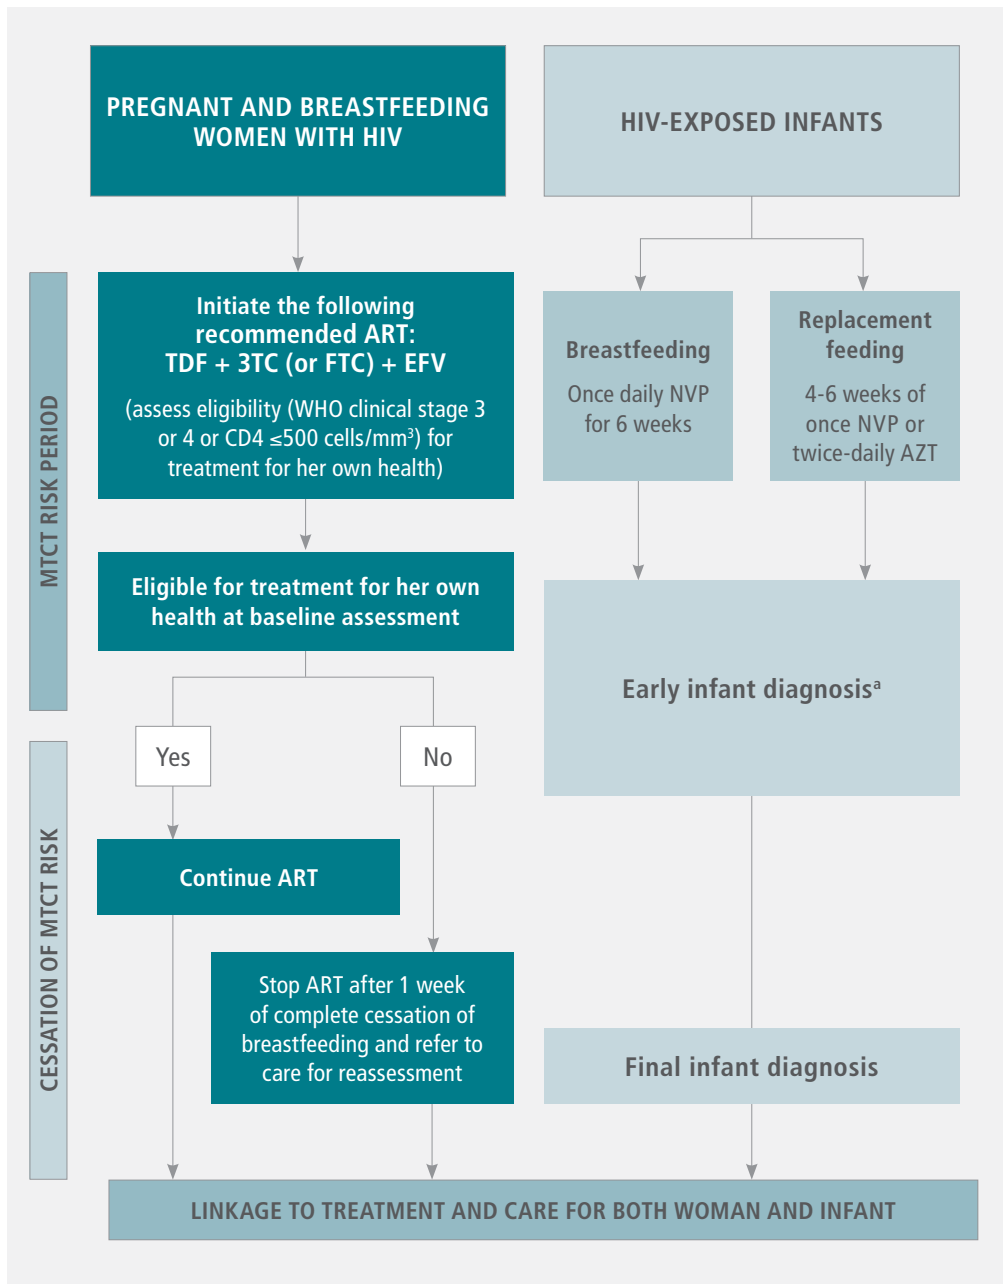 PREGNANT AND BREASTFEEDING
WOMEN WITH HIV
HIV-EXPOSED INFANTS
MTCT RISK PERIOD
Initiate the following
recommended ART:
TDF + 3TC (or FTC) + EFV
(assess eligibility (WHO clinical stage 3
or 4 or CD4 ≤500 cells/mm³) for
treatment for her own health)
Breastfeeding
Once daily NVP
for 6 weeks
Replacement
feeding
4-6 weeks of
once NVP or
twice-daily AZT
Eligible for treatment for her own
health at baseline assessment
Early infant diagnosisᵃ
Yes
No
CESSATION OF MTCT RISK
Continue ART
Stop ART after 1 week
of complete cessation of
breastfeeding and refer to
care for reassessment
Final infant diagnosis
LINKAGE TO TREATMENT AND CARE FOR BOTH WOMAN AND INFANT